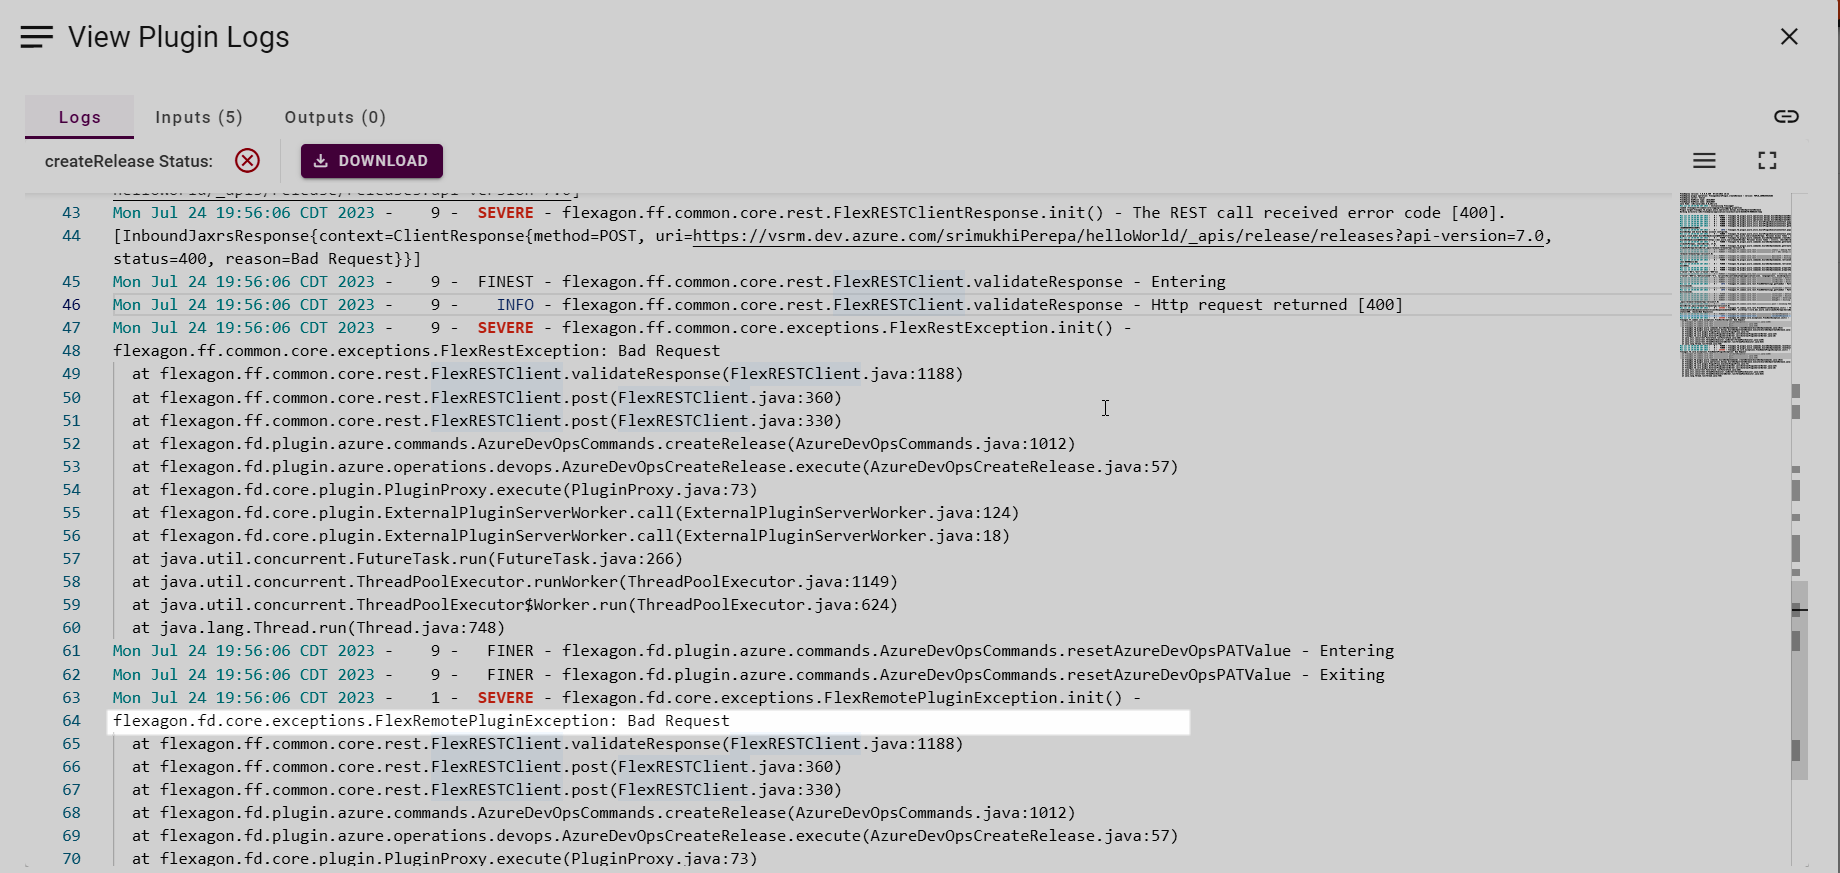 View Plugin Logs
Logs
Inputs (5)
Outputs (0)
createRelease Status:
DOWNLOAD
helloWorld/_apis/release/releases?api-version=7.0]
43 Mon Jul 24 19:56:06 CDT 2023 - 9 - SEVERE - flexagon.ff.common.core.rest.FlexRESTClientResponse.init() - The REST call received error code [400].
44 [InboundJaxrsResponse{context=ClientResponse{method=POST, uri=https://vsrm.dev.azure.com/srimukhiPerepa/helloWorld/_apis/release/releases?api-version=7.0,
status=400, reason=Bad Request}}]
45 Mon Jul 24 19:56:06 CDT 2023 - 9 - FINEST - flexagon.ff.common.core.rest.FlexRESTClient.validateResponse - Entering
46 Mon Jul 24 19:56:06 CDT 2023 - 9 - INFO - flexagon.ff.common.core.rest.FlexRESTClient.validateResponse - Http request returned [400]
47 Mon Jul 24 19:56:06 CDT 2023 - 9 - SEVERE - flexagon.ff.common.core.exceptions.FlexRestException.init() -
48 flexagon.ff.common.core.exceptions.FlexRestException: Bad Request
49 at flexagon.ff.common.core.rest.FlexRESTClient.validateResponse(FlexRESTClient.java:1188)
50 at flexagon.ff.common.core.rest.FlexRESTClient.post(FlexRESTClient.java:360)
51 at flexagon.ff.common.core.rest.FlexRESTClient.post(FlexRESTClient.java:330)
52 at flexagon.fd.plugin.azure.commands.AzureDevOpsCommands.createRelease(AzureDevOpsCommands.java:1012)
53 at flexagon.fd.plugin.azure.operations.devops.AzureDevOpsCreateRelease.execute(AzureDevOpsCreateRelease.java:57)
54 at flexagon.fd.core.plugin.PluginProxy.execute(PluginProxy.java:73)
55 at flexagon.fd.core.plugin.ExternalPluginServerWorker.call(ExternalPluginServerWorker.java:124)
56 at flexagon.fd.core.plugin.ExternalPluginServerWorker.call(ExternalPluginServerWorker.java:18)
57 at java.util.concurrent.FutureTask.run(FutureTask.java:266)
58 at java.util.concurrent.ThreadPoolExecutor.runWorker(ThreadPoolExecutor.java:1149)
59 at java.util.concurrent.ThreadPoolExecutor$Worker.run(ThreadPoolExecutor.java:624)
60 at java.lang.Thread.run(Thread.java:748)
61 Mon Jul 24 19:56:06 CDT 2023 - 9 - FINER - flexagon.fd.plugin.azure.commands.AzureDevOpsCommands.resetAzureDevOpsPATValue - Entering
62 Mon Jul 24 19:56:06 CDT 2023 - 9 - FINER - flexagon.fd.plugin.azure.commands.AzureDevOpsCommands.resetAzureDevOpsPATValue - Exiting
63 Mon Jul 24 19:56:06 CDT 2023 - 1 - SEVERE - flexagon.fd.core.exceptions.FlexRemotePluginException.init() -
64 flexagon.fd.core.exceptions.FlexRemotePluginException: Bad Request
65 at flexagon.ff.common.core.rest.FlexRESTClient.validateResponse(FlexRESTClient.java:1188)
66 at flexagon.ff.common.core.rest.FlexRESTClient.post(FlexRESTClient.java:360)
67 at flexagon.ff.common.core.rest.FlexRESTClient.post(FlexRESTClient.java:330)
68 at flexagon.fd.plugin.azure.commands.AzureDevOpsCommands.createRelease(AzureDevOpsCommands.java:1012)
69 at flexagon.fd.plugin.azure.operations.devops.AzureDevOpsCreateRelease.execute(AzureDevOpsCreateRelease.java:57)
70 at flexagon.fd.core.plugin.PluginProxy.execute(PluginProxy.java:73)